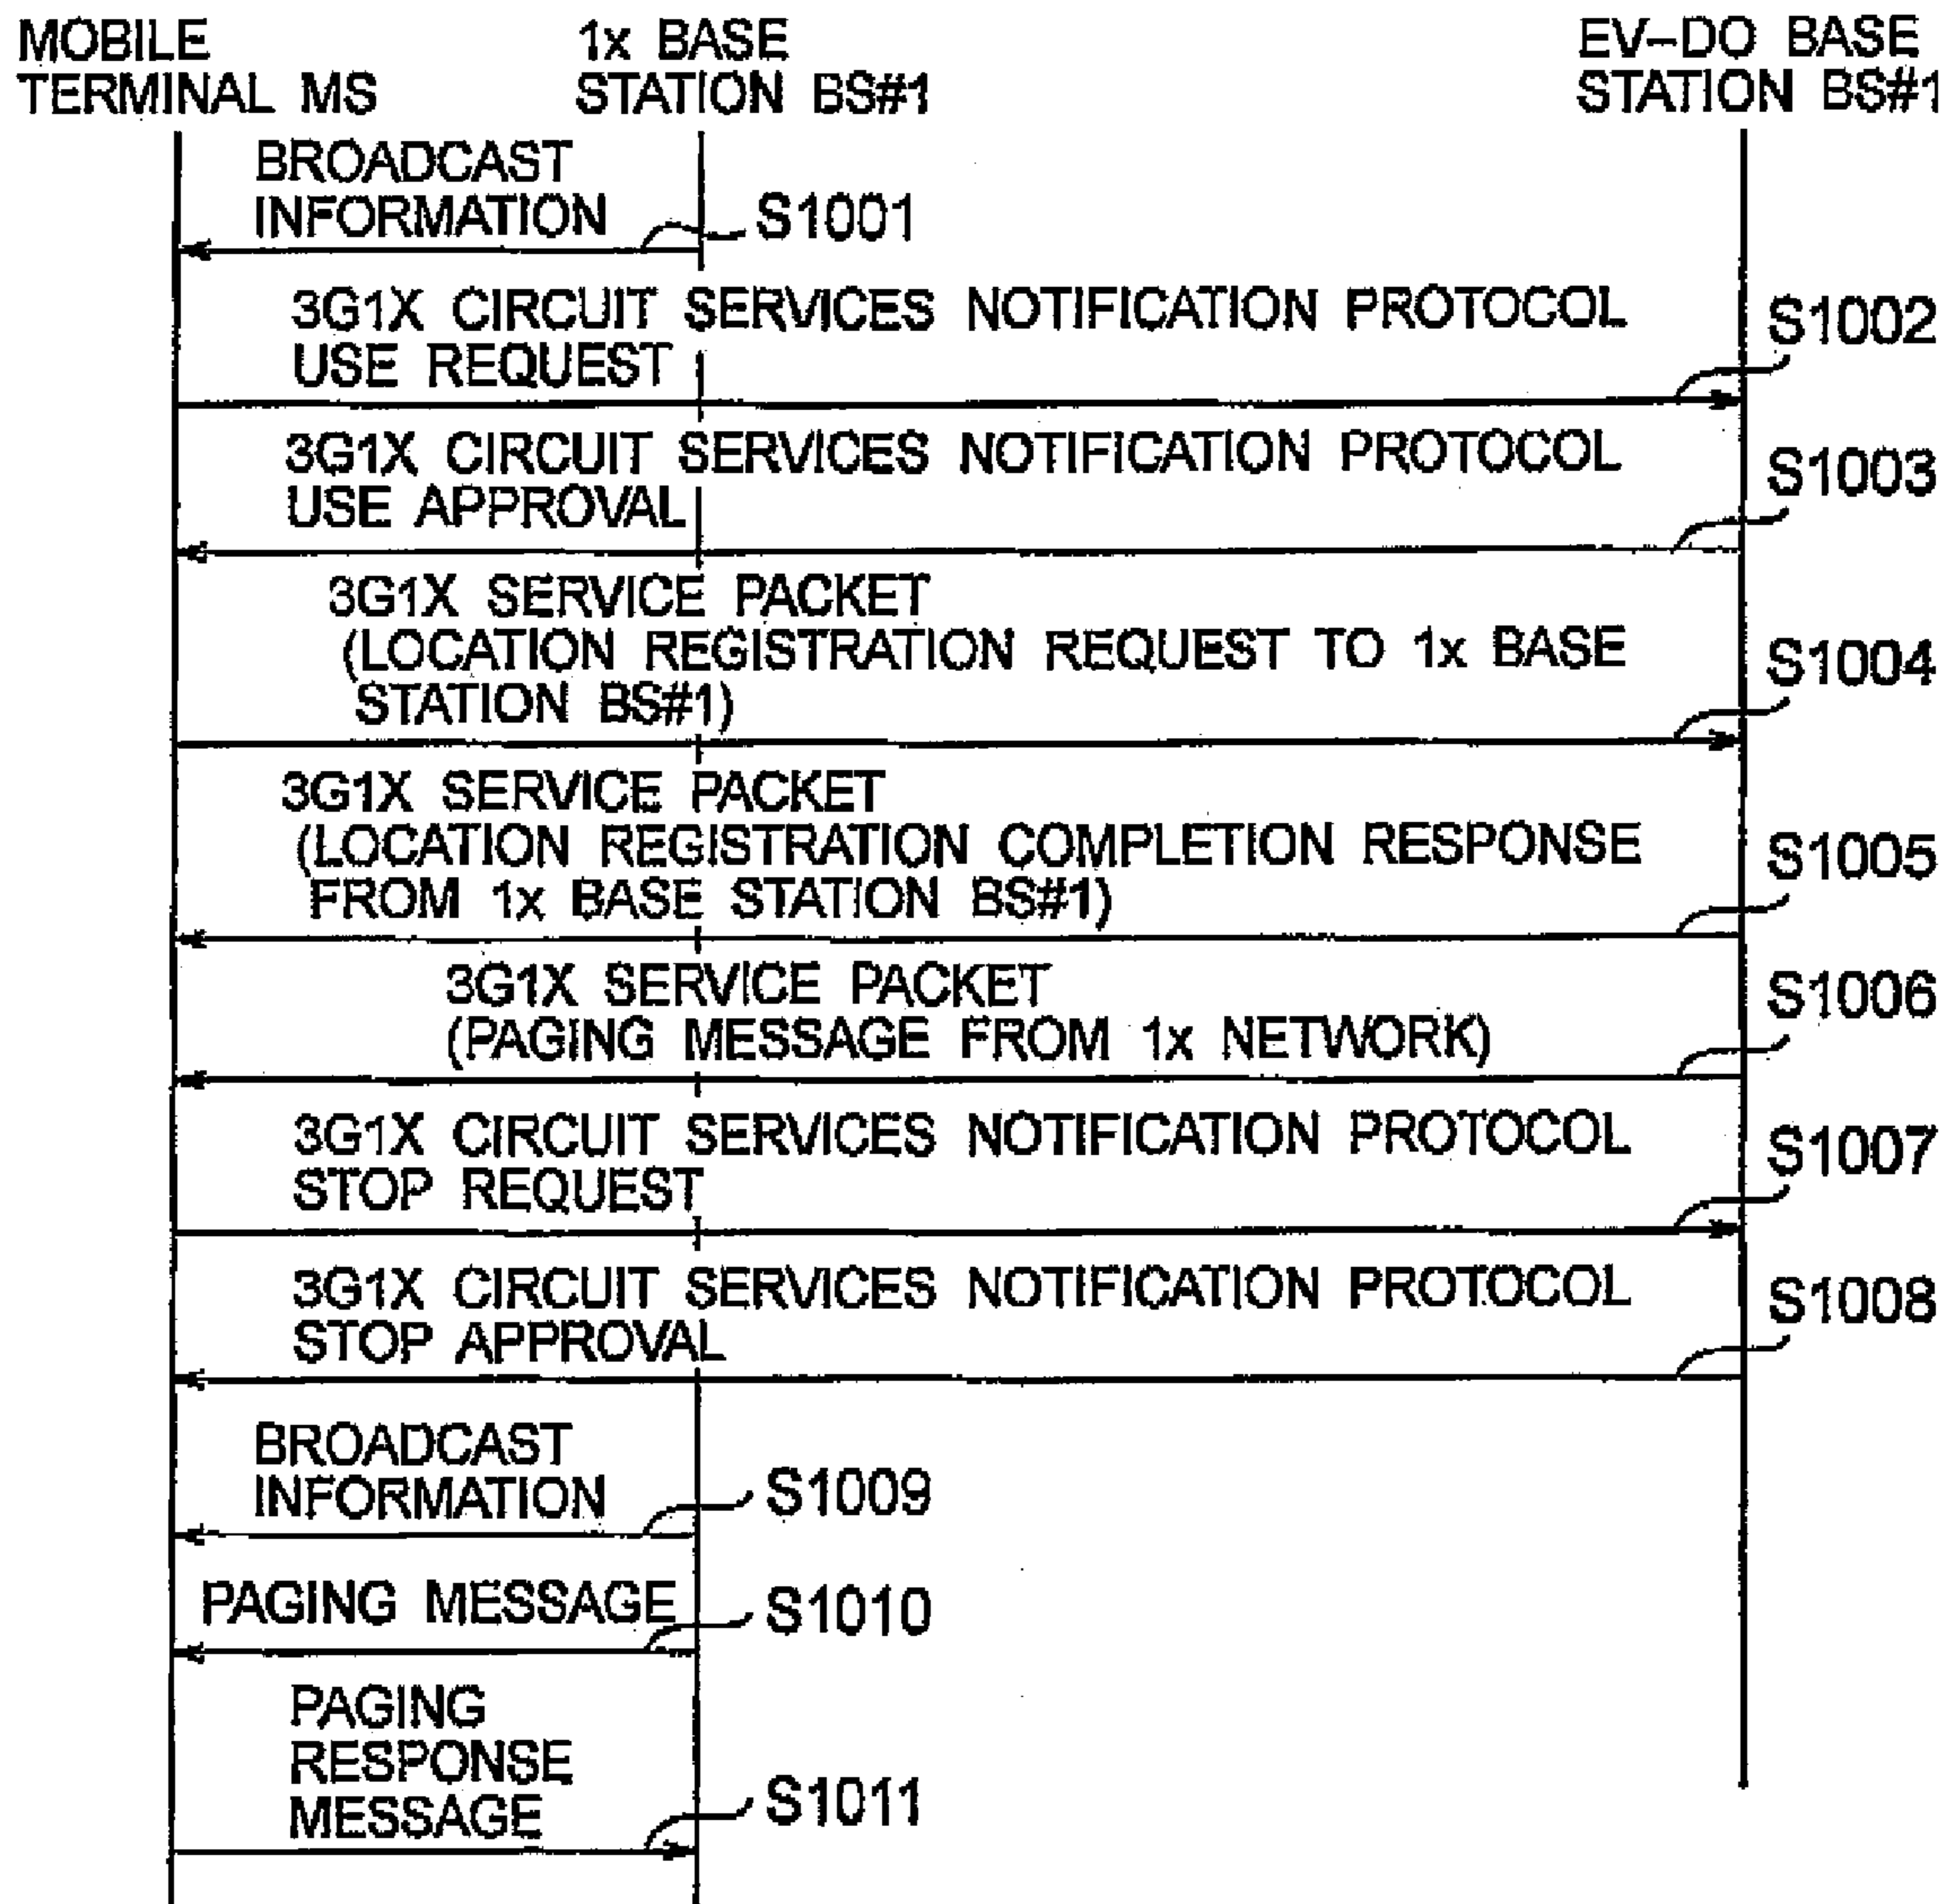 MOBILE
TERMINAL MS
1x BASE
STATION BS#1
EV-DO BASE
STATION BS#1
BROADCAST
INFORMATION
S1001
3G1X CIRCUIT SERVICES NOTIFICATION PROTOCOL
USE REQUEST
S1002
3G1X CIRCUIT SERVICES NOTIFICATION PROTOCOL
USE APPROVAL
S1003
3G1X SERVICE PACKET
(LOCATION REGISTRATION REQUEST TO 1x BASE
STATION BS#1)
S1004
3G1X SERVICE PACKET
(LOCATION REGISTRATION COMPLETION RESPONSE
FROM 1x BASE STATION BS#1)
S1005
3G1X SERVICE PACKET
(PAGING MESSAGE FROM 1x NETWORK)
S1006
3G1X CIRCUIT SERVICES NOTIFICATION PROTOCOL
STOP REQUEST
S1007
3G1X CIRCUIT SERVICES NOTIFICATION PROTOCOL
STOP APPROVAL
S1008
BROADCAST
INFORMATION
S1009
PAGING MESSAGE
S1010
PAGING
RESPONSE
MESSAGE
S1011